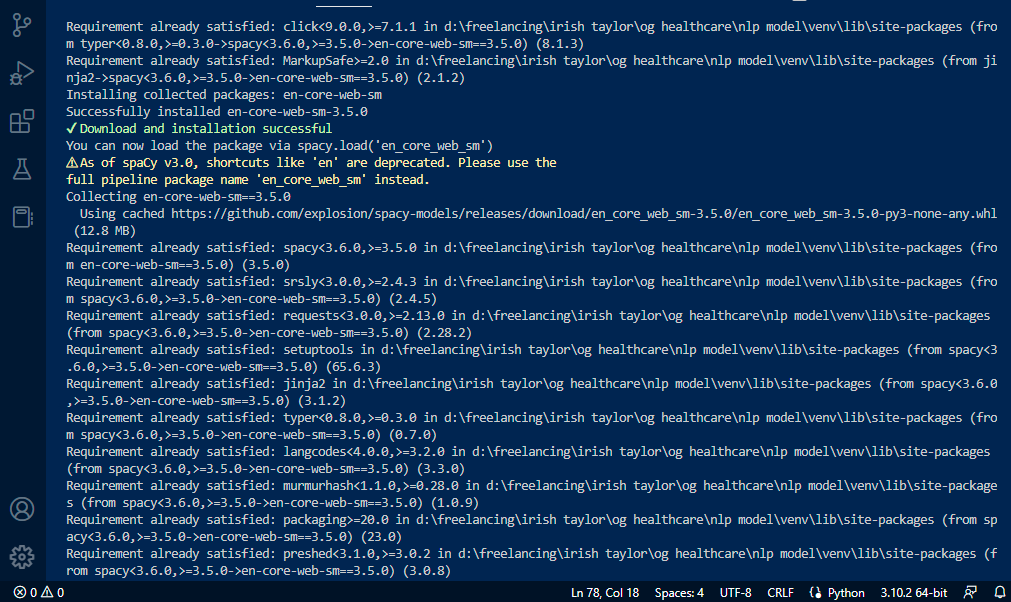 Requirement already satisfied: click<9.0.0,>=7.1.1 in d:\freelancing\irish taylor\og healthcare\nlp model\venv\lib\site-packages (fro
m typer<0.8.0,>=0.3.0->spacy<3.6.0,>=3.5.0->en-core-web-sm==3.5.0) (8.1.3)
Requirement already satisfied: MarkupSafe>=2.0 in d:\freelancing\irish taylor\og healthcare\nlp model\venv\lib\site-packages (from ji
nja2->spacy<3.6.0,>=3.5.0->en-core-web-sm==3.5.0) (2.1.2)
Installing collected packages: en-core-web-sm
Successfully installed en-core-web-sm-3.5.0
✔ Download and installation successful
You can now load the package via spacy.load('en_core_web_sm')
⚠ As of spaCy v3.0, shortcuts like 'en' are deprecated. Please use the
full pipeline package name 'en_core_web_sm' instead.
Collecting en-core-web-sm==3.5.0
Using cached https://github.com/explosion/spacy-models/releases/download/en_core_web_sm-3.5.0/en_core_web_sm-3.5.0-py3-none-any.whl
(12.8 MB)
Requirement already satisfied: spacy<3.6.0,>=3.5.0 in d:\freelancing\irish taylor\og healthcare\nlp model\venv\lib\site-packages (fro
m en-core-web-sm==3.5.0) (3.5.0)
Requirement already satisfied: srsly<3.0.0,>=2.4.3 in d:\freelancing\irish taylor\og healthcare\nlp model\venv\lib\site-packages (fro
m spacy<3.6.0,>=3.5.0->en-core-web-sm==3.5.0) (2.4.5)
Requirement already satisfied: requests<3.0.0,>=2.13.0 in d:\freelancing\irish taylor\og healthcare\nlp model\venv\lib\site-packages
(from spacy<3.6.0,>=3.5.0->en-core-web-sm==3.5.0) (2.28.2)
Requirement already satisfied: setuptools in d:\freelancing\irish taylor\og healthcare\nlp model\venv\lib\site-packages (from spacy<3
.6.0,>=3.5.0->en-core-web-sm==3.5.0) (65.6.3)
Requirement already satisfied: jinja2 in d:\freelancing\irish taylor\og healthcare\nlp model\venv\lib\site-packages (from spacy<3.6.0
,>=3.5.0->en-core-web-sm==3.5.0) (3.1.2)
Requirement already satisfied: typer<0.8.0,>=0.3.0 in d:\freelancing\irish taylor\og healthcare\nlp model\venv\lib\site-packages (fro
m spacy<3.6.0,>=3.5.0->en-core-web-sm==3.5.0) (0.7.0)
Requirement already satisfied: langcodes<4.0.0,>=3.2.0 in d:\freelancing\irish taylor\og healthcare\nlp model\venv\lib\site-packages
(from spacy<3.6.0,>=3.5.0->en-core-web-sm==3.5.0) (3.3.0)
Requirement already satisfied: murmurhash<1.1.0,>=0.28.0 in d:\freelancing\irish taylor\og healthcare\nlp model\venv\lib\site-package
s (from spacy<3.6.0,>=3.5.0->en-core-web-sm==3.5.0) (1.0.9)
Requirement already satisfied: packaging>=20.0 in d:\freelancing\irish taylor\og healthcare\nlp model\venv\lib\site-packages (from sp
acy<3.6.0,>=3.5.0->en-core-web-sm==3.5.0) (23.0)
Requirement already satisfied: preshed<3.1.0,>=3.0.2 in d:\freelancing\irish taylor\og healthcare\nlp model\venv\lib\site-packages (f
rom spacy<3.6.0,>=3.5.0->en-core-web-sm==3.5.0) (3.0.8)
0 0 Ln 78, Col 18 Spaces: 4 UTF-8 CRLF Python 3.10.2 64-bit